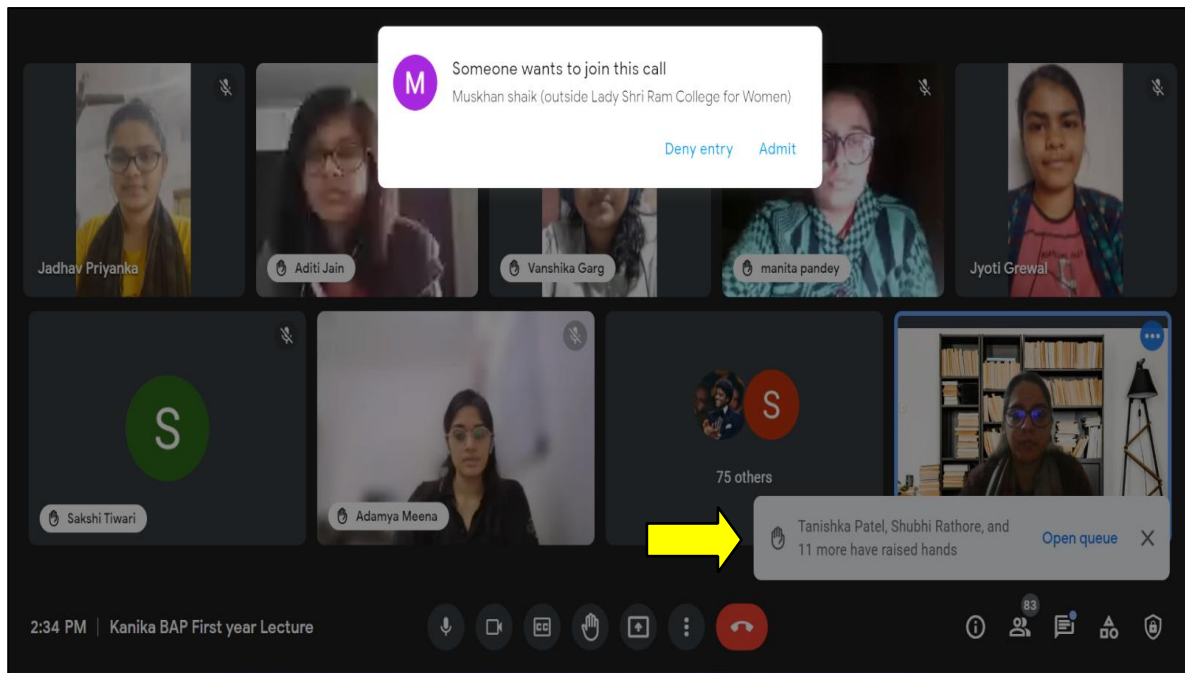 Someone wants to join this call
M
Muskhan shaik (outside Lady Shri Ram College for Women)
Deny entry Admit
Jadhav Priyanka
Aditi Jain
Vanshika Garg
manita pandey
Jyoti Grewal
S
S
75 others
Sakshi Tiwari
Adamya Meena
Tanishka Patel, Shubhi Rathore, and
11 more have raised hands
Open queue
2:34 PM | Kanika BAP First year Lecture
CC
83